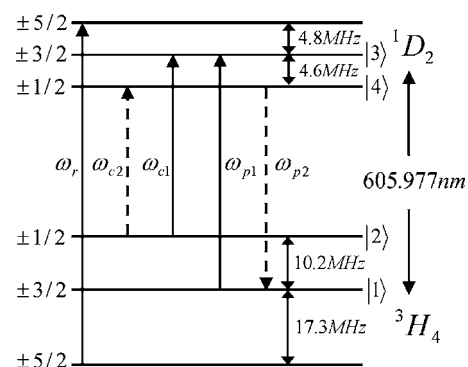 ±5/2 4.8MHz ¹D₂
±3/2 |3⟩
4.6MHz
±1/2 |4⟩
ω_r ω_c2 ω_c1 ω_p1 ω_p2 605.977nm
±1/2 |2⟩
10.2MHz
±3/2 |1⟩
17.3MHz ³H₄
±5/2